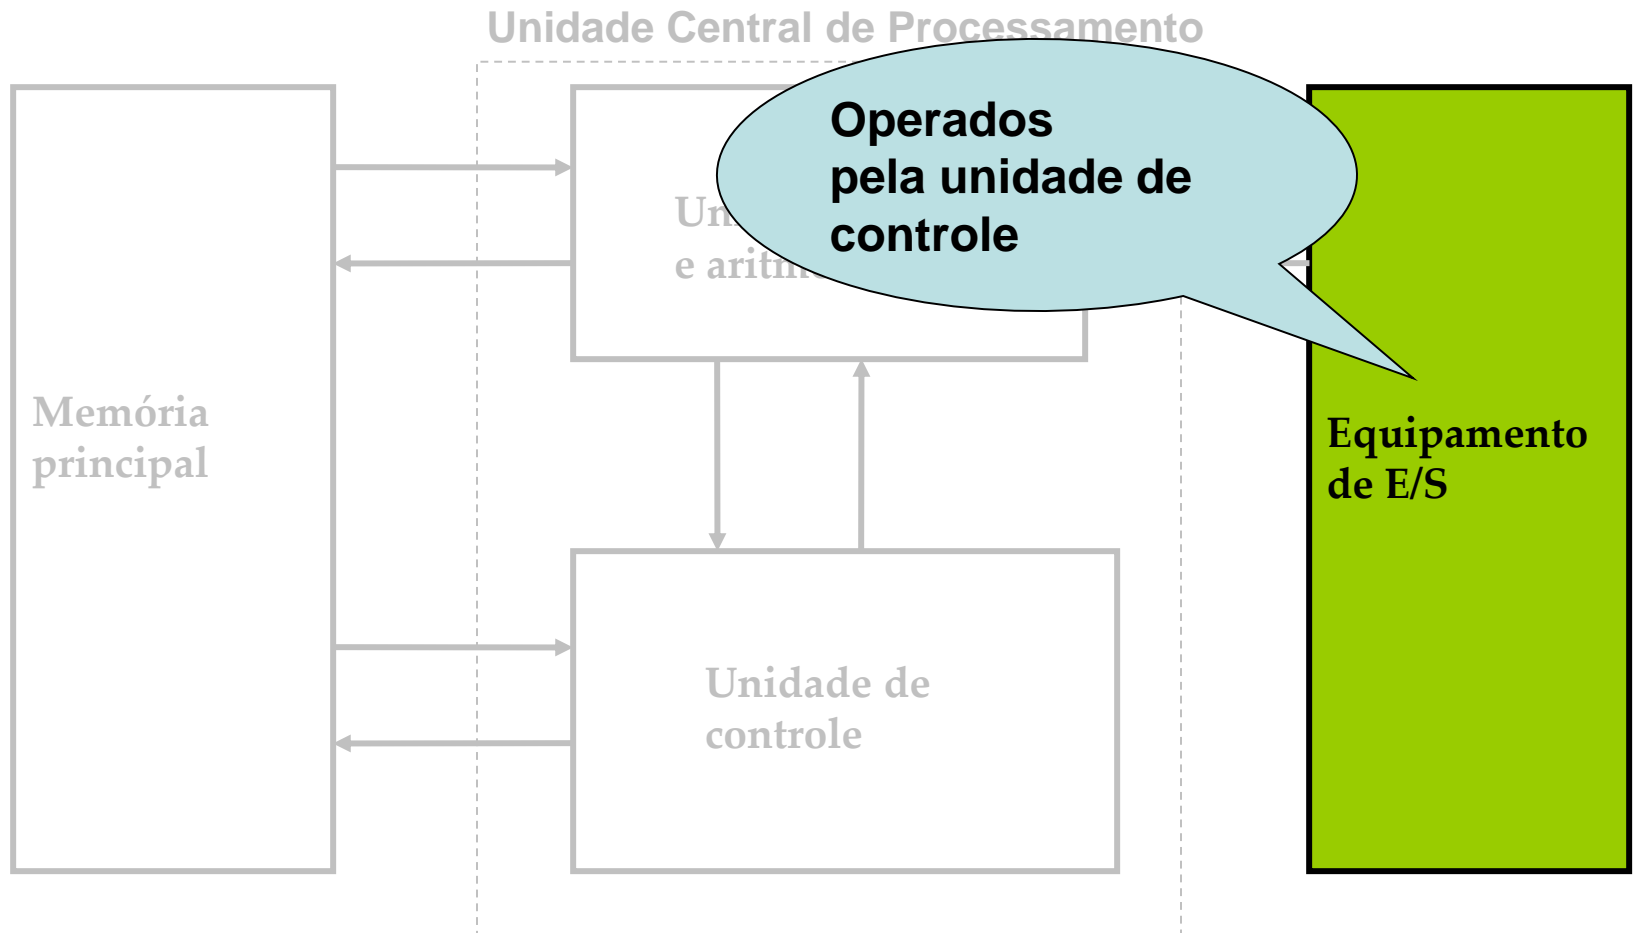 Unidade Central de Processamento
Operados
pela unidade de
controle
e
Memória
principal
Equipamento
de E/S
Unidade de
controle